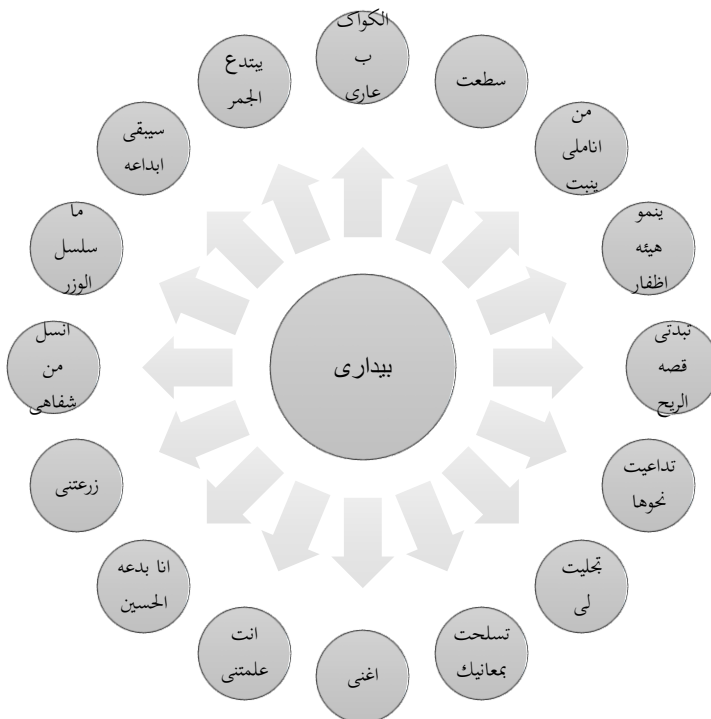 الكواك
ب
عارى
سطعت
من
اناملى
ينبت
ينمو
هيئه
اظفار
تبدتى
قصه
الريح
تداعيت
نحوها
تجليت
لى
تسلحت
بمعانيك
اغنى
انت
علمتنى
انا بدعه
الحسين
زرعتنى
انسل
من
شفاهى
ما
سلسل
الوزر
سيبقى
ابداعه
يبتدع
الجمر
بيدارى